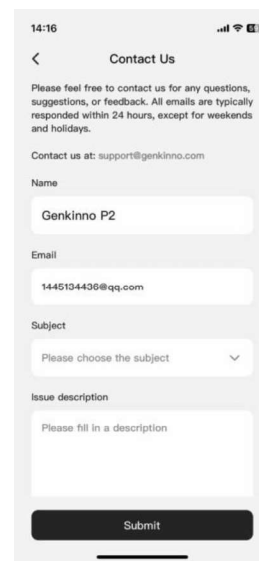 14:16
Contact Us
Please feel free to contact us for any questions,
suggestions, or feedback. All emails are typically
responded within 24 hours, except for weekends
and holidays.
Contact us at: support@genkinno.com
Name
Genkinno P2
Email
1445134436@qq.com
Subject
Please choose the subject
Issue description
Please fill in a description
Submit